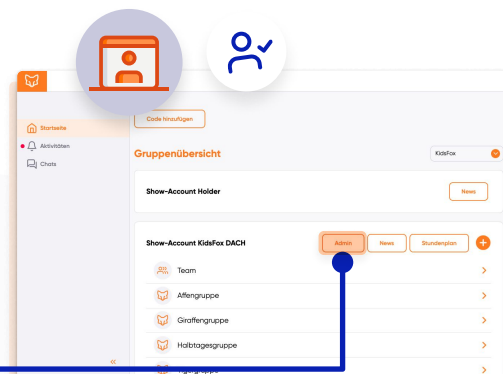 Code hinzufügen
Startseite
Aktivitäten
Chats
Gruppenübersicht
KidsFox
Show-Account Holder
News
Show-Account KidsFox DACH
Admin
News
Stundenplan
Team
Affengruppe
Giraffengruppe
Halbtagesgruppe